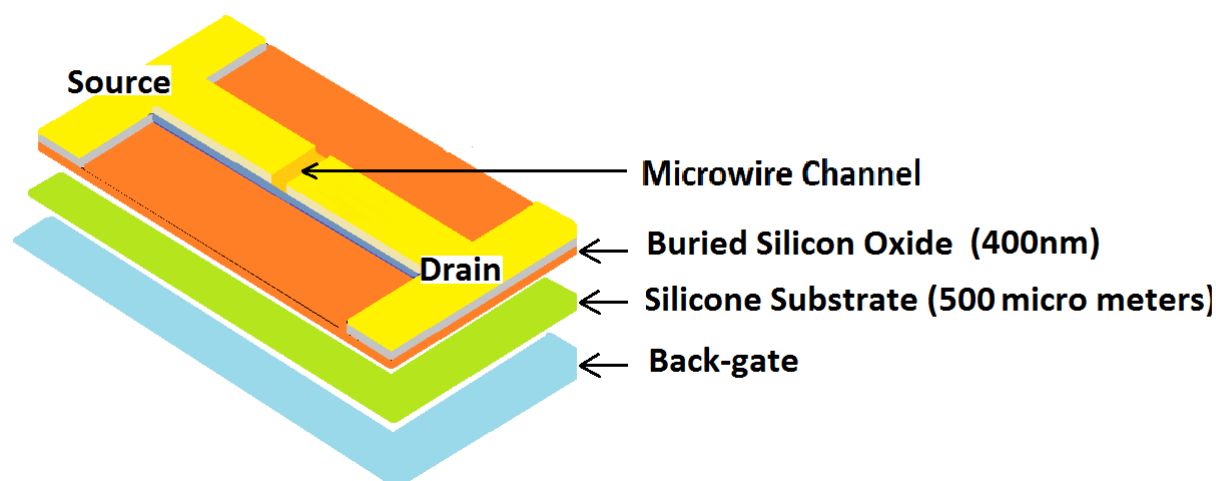 Source
Microwire Channel
Buried Silicon Oxide (400nm)
Drain
Silicone Substrate (500 micro meters)
Back-gate